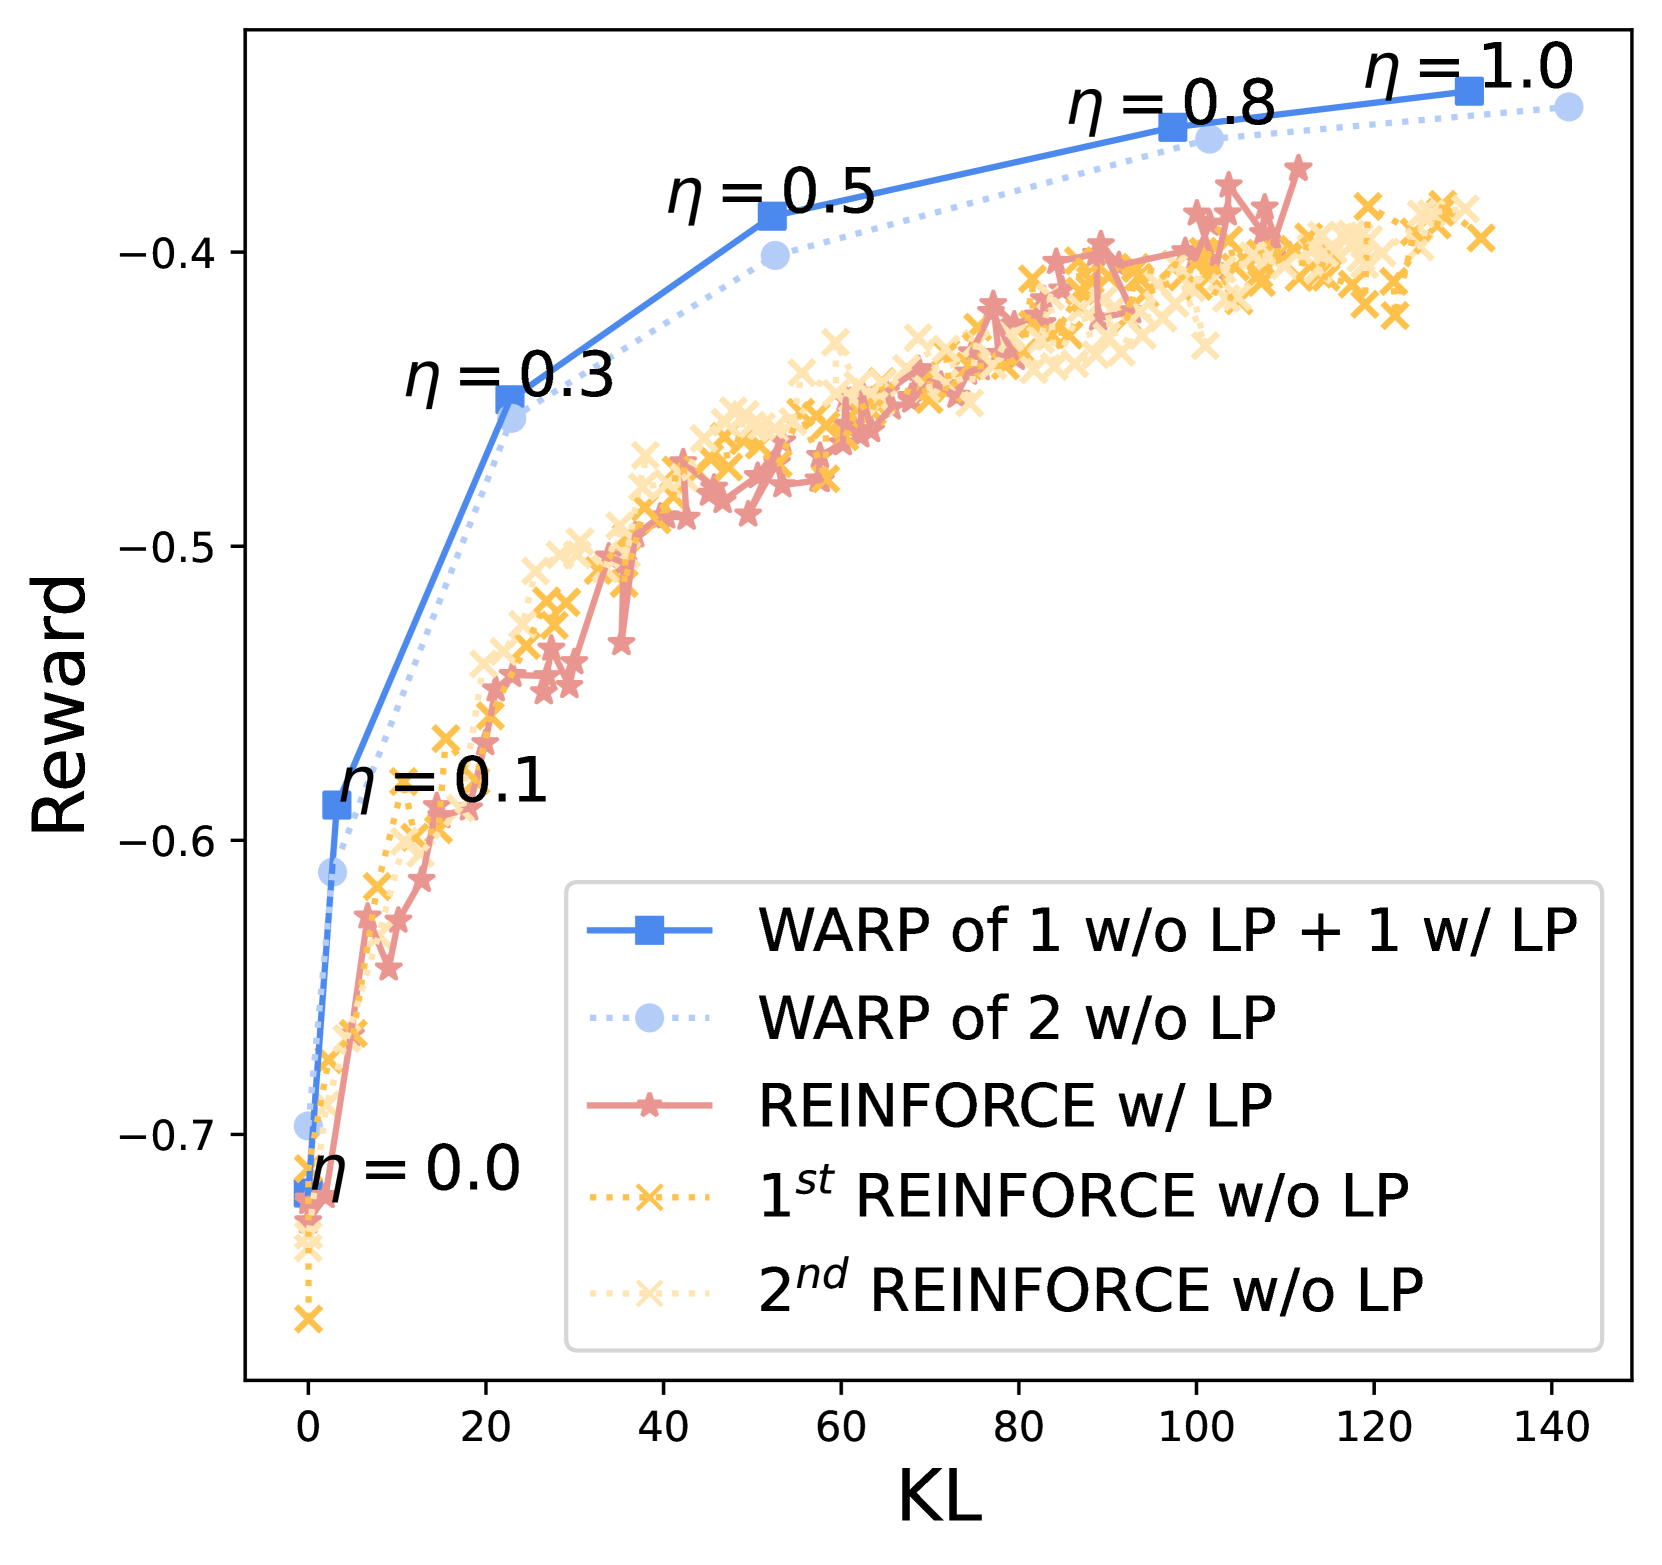 η = 1.0
η = 0.8
η = 0.5
η = 0.3
η = 0.1
η = 0.0
−0.4
−0.5
−0.6
−0.7
Reward
WARP of 1 w/o LP + 1 w/ LP
WARP of 2 w/o LP
REINFORCE w/ LP
1st REINFORCE w/o LP
2nd REINFORCE w/o LP
0 20 40 60 80 100 120 140
KL